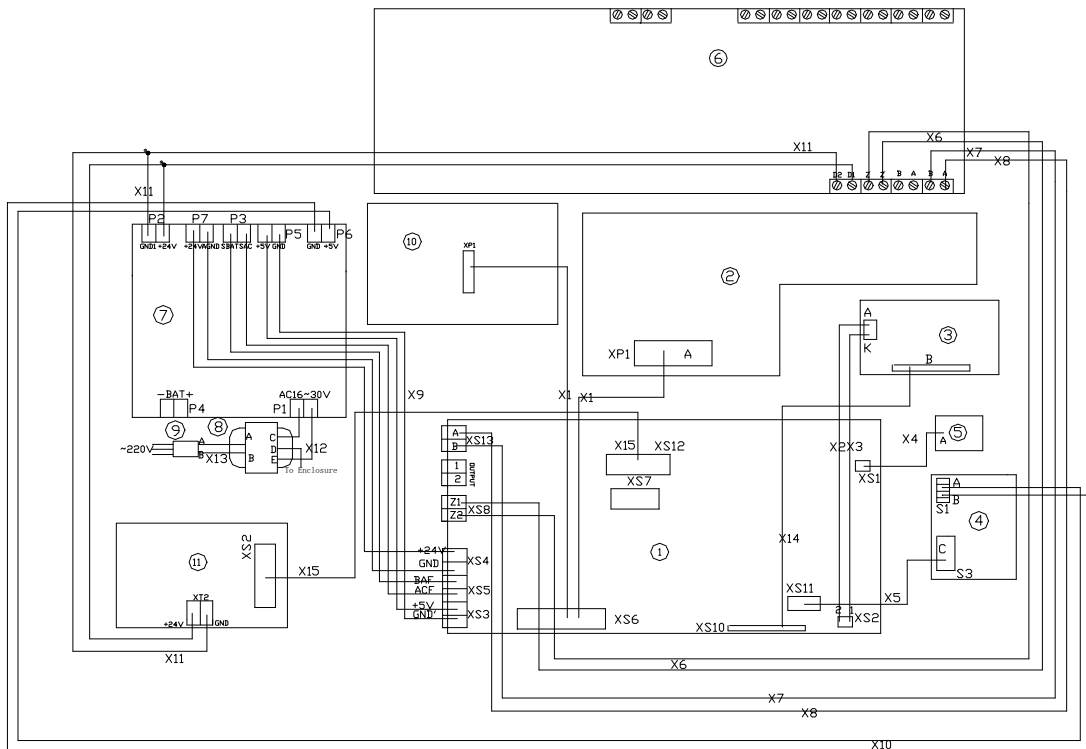 6
X6
X11
X7
X8
D2 D1 Z Z B A B A
X11
P2 P7 P3 P5 P6
GND1 +24V +24VA AGND SBAT SAC +5V GND GND +5V
10
XP1
2
7
A
3
K
B
XP1 A
-BAT+ AC16~30V
P4 P1
X9
X1 X1
9 8
~220V A B X13 A B C D E X12
To Enclosure
A B XS13
X15 XS12
X2 X3
X4
5
A
XS1
1 2 OUTPUT
XS7
Z1 Z2 XS8
A
B
S1
4
1
X14
XS2
11
X15
+24V
GND XS4
BAF
ACF XS5
+5V
GND' XS3
C
S3
XS11
X5
XT2
+24V GND
XS6
XS10
2 1
XS2
X11
X6
X7
X8
X10